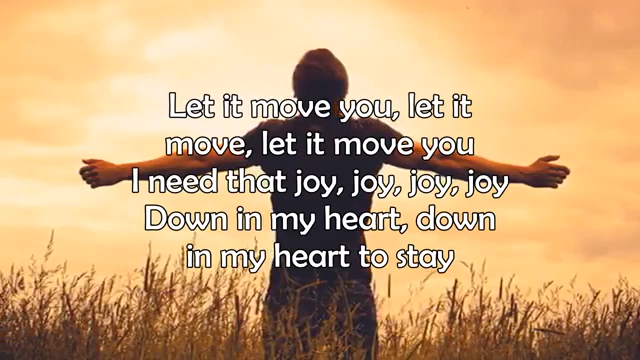 Let it move you, let it
move, let it move you
I need that joy, joy, joy, joy
Down in my heart, down
in my heart to stay